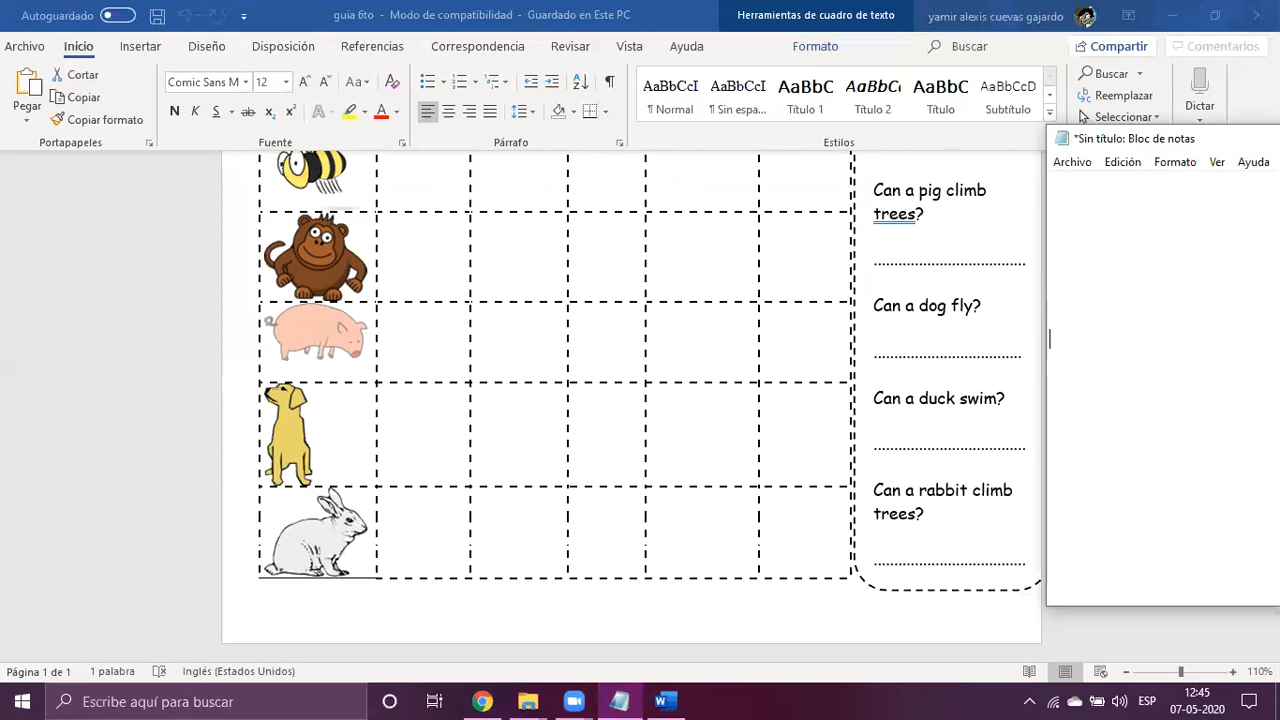 Autoguardado
guia 6to - Modo de compatibilidad - Guardado en Este PC
Herramientas de cuadro de texto
yamir alexis cuevas gajardo
Archivo Inicio Insertar Diseño Disposición Referencias Correspondencia Revisar Vista Ayuda Formato Buscar Compartir Comentarios
Pegar
Cortar
Copiar
Copiar formato
Portapapeles
Comic Sans M 12
Fuente
Párrafo
AaBbCcI AaBbCcI AaBbC AaBbCcI AaBbC AaBbCcD
¶ Normal ¶ Sin espa... Título 1 Título 2 Título Subtítulo
Estilos
Buscar
Reemplazar
Seleccionar
Dictar
*Sin título: Bloc de notas
Archivo Edición Formato Ver Ayuda
Can a pig climb
trees?
Can a dog fly?
Can a duck swim?
Can a rabbit climb
trees?
Página 1 de 1 1 palabra Inglés (Estados Unidos) 110%
Escribe aquí para buscar
ESP
12:45
07-05-2020